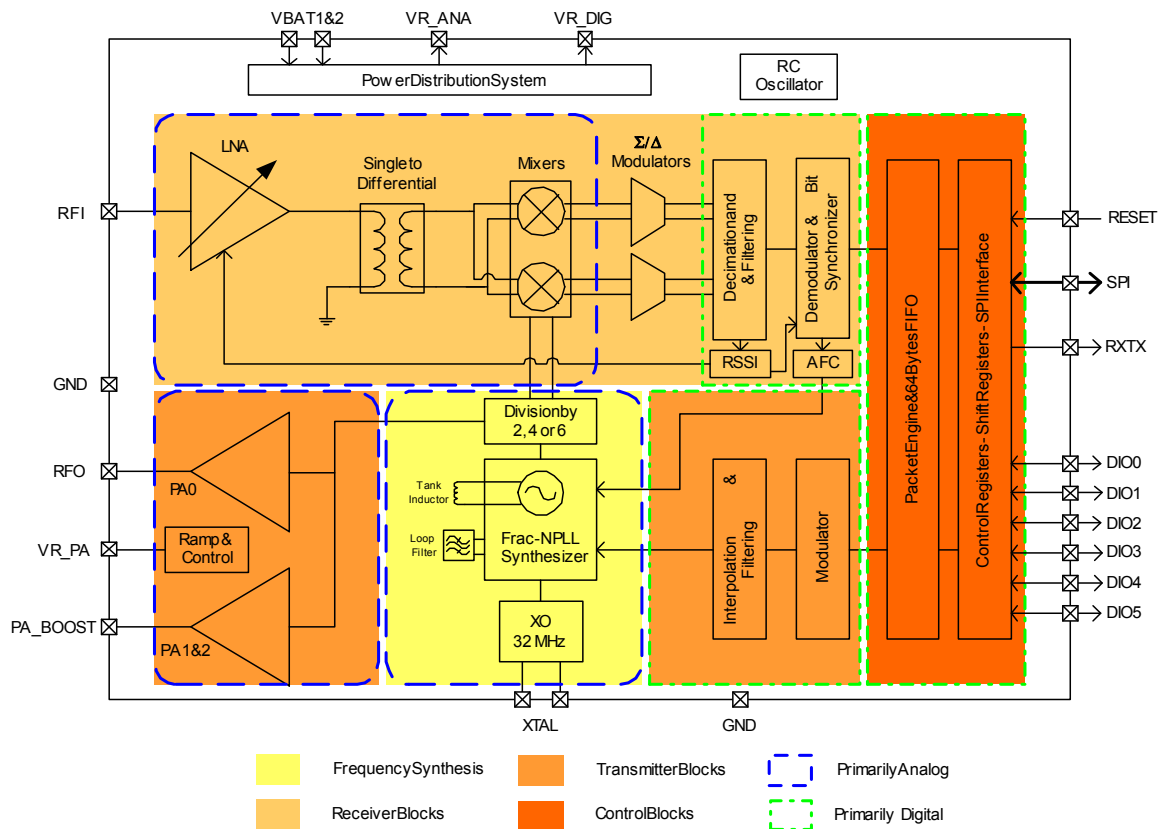 VBAT1&2
VR_ANA
VR_DIG
PowerDistributionSystem
RC
Oscillator
LNA
Singleto
Differential
Mixers
Σ/Δ
Modulators
Decimationand
& Filtering
Demodulator &
Bit
Synchronizer
RSSI
AFC
PacketEngine&64BytesFIFO
ControlRegisters-ShiftRegisters-SPIInterface
RFI
GND
RFO
VR_PA
PA_BOOST
RESET
SPI
RXTX
DIO0
DIO1
DIO2
DIO3
DIO4
DIO5
PA0
Ramp&
Control
PA1&2
Divisionby
2, 4 or 6
Tank
Inductor
Loop
Filter
Frac-NPLL
Synthesizer
XO
32 MHz
Interpolation &
Filtering
Modulator
XTAL
GND
FrequencySynthesis
TransmitterBlocks
PrimarilyAnalog
ReceiverBlocks
ControlBlocks
Primarily Digital